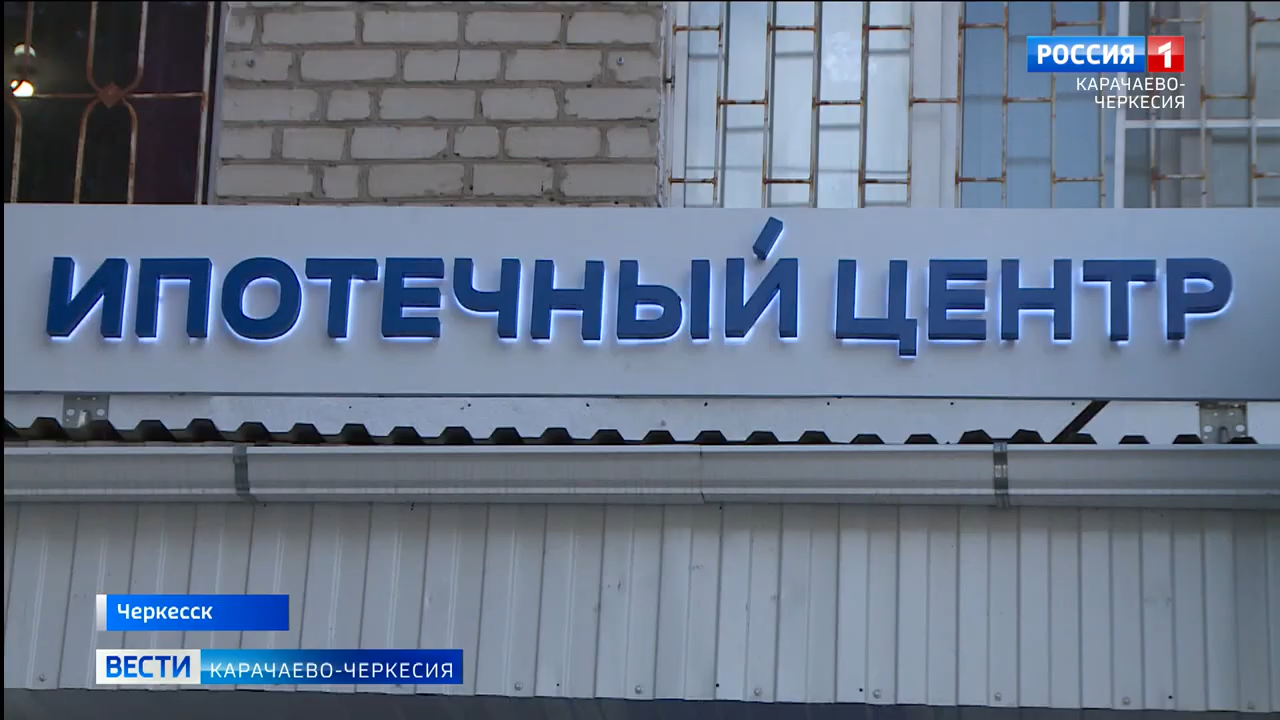 РОССИЯ 1
КАРАЧАЕВО-
ЧЕРКЕСИЯ
ИПОТЕЧНЫЙ ЦЕНТР
Черкесск
ВЕСТИ КАРАЧАЕВО-ЧЕРКЕСИЯ